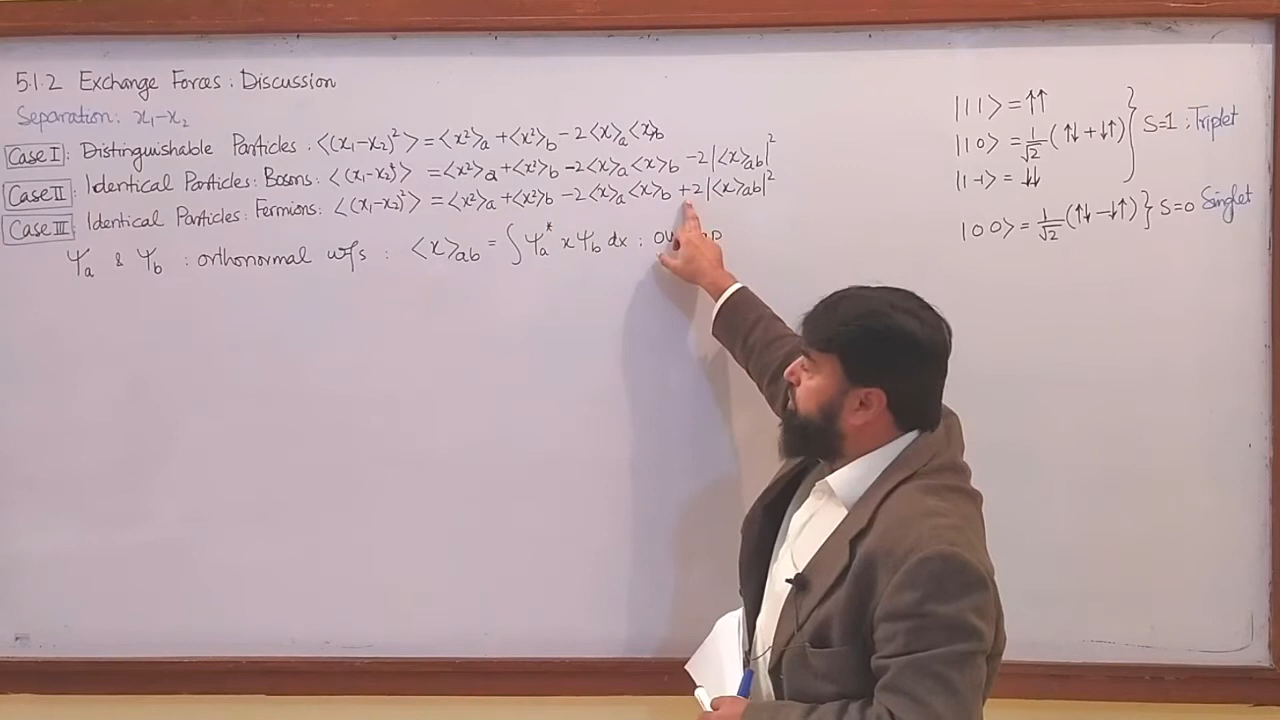 5.1.2 Exchange Forces : Discussion
Separation: x₁-x₂
Case I : Distinguishable Particles : <(x₁-x₂)²> = <x²>a + <x²>b - 2<x>a<x>b
Case II : Identical Particles : Bosons : <(x₁-x₂)²> = <x²>a + <x²>b - 2<x>a<x>b - 2|<x>ab|²
Case III : Identical Particles : Fermions : <(x₁-x₂)²> = <x²>a + <x²>b - 2<x>a<x>b + 2|<x>ab|²
Ψa & Ψb : orthonormal w/fs : <x>ab = ∫Ψa* x Ψb dx :
|1 1> = ↑↑
|1 0> = 1/√2 (↑↓ + ↓↑) } S=1 : Triplet
|1 -1> = ↓↓
|0 0> = 1/√2 (↑↓ - ↓↑) } S=0 Singlet